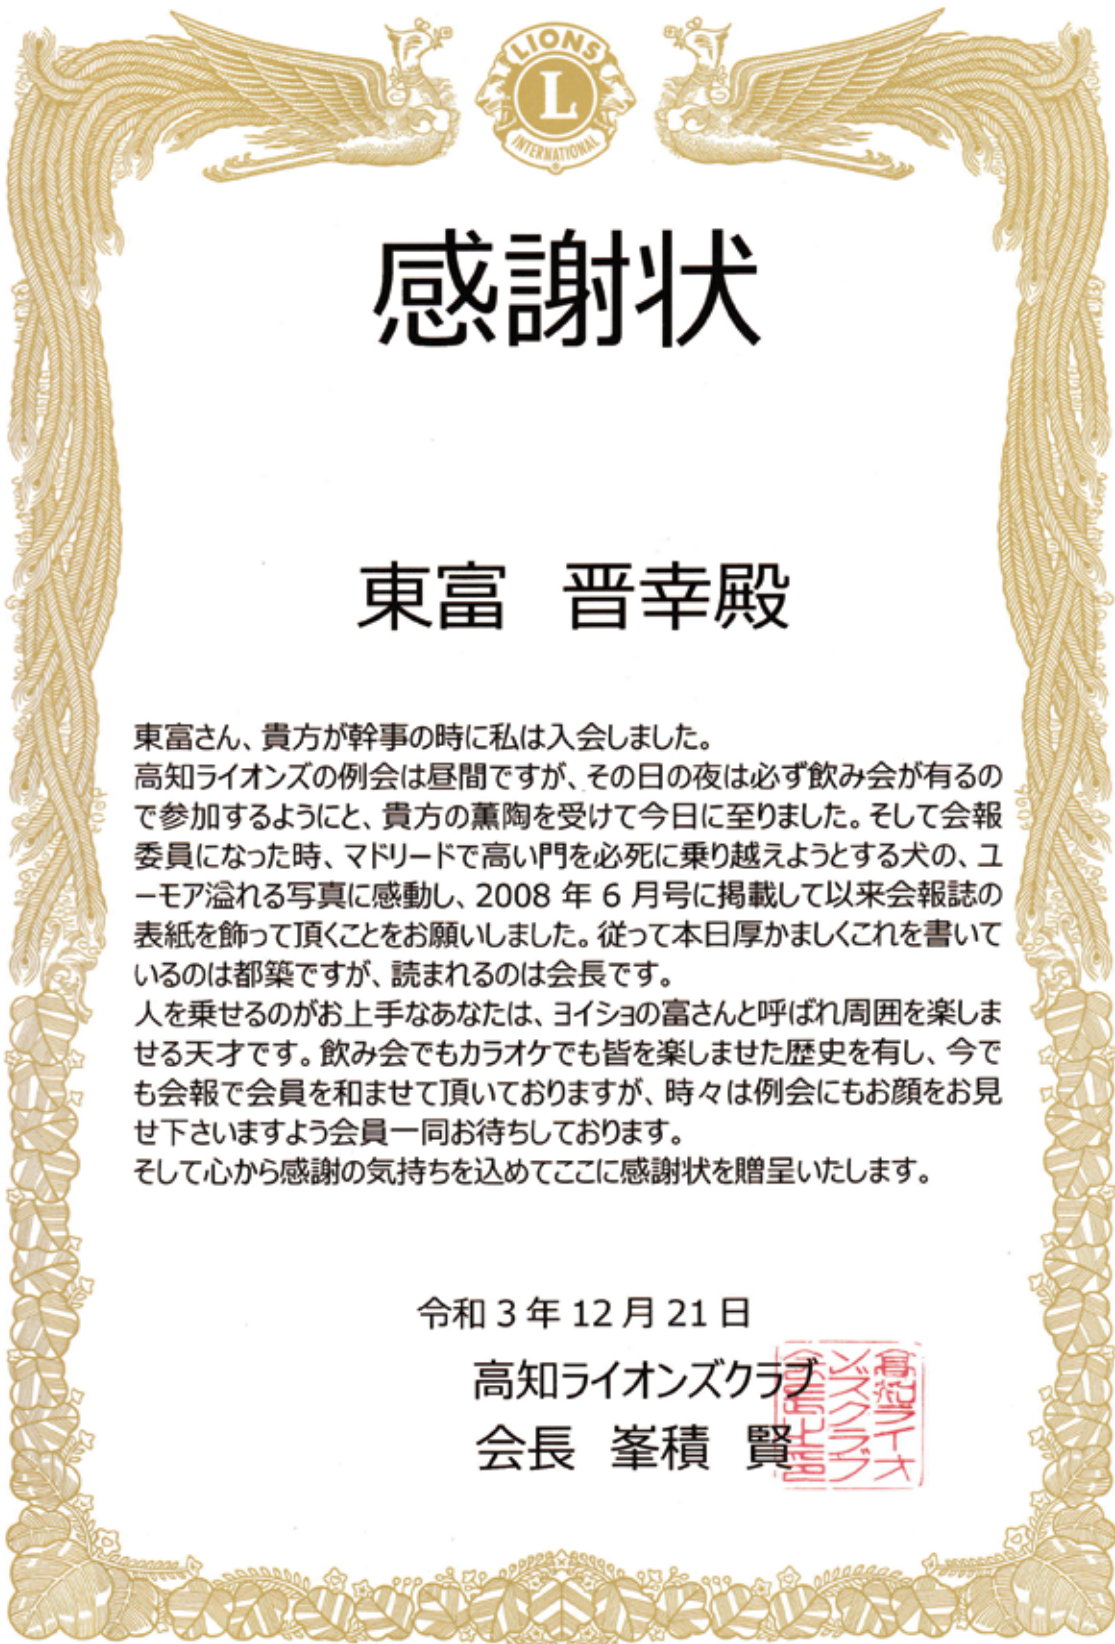 LIONS
L
INTERNATIONAL
感謝状
東富　晋幸殿
東富さん、貴方が幹事の時に私は入会しました。
高知ライオンズの例会は昼間ですが、その日の夜は必ず飲み会が有るの
で参加するようにと、貴方の薫陶を受けて今日に至りました。そして会報
委員になった時、マドリードで高い門を必死に乗り越えようとする犬の、ユ
ーモア溢れる写真に感動し、2008 年 6 月号に掲載して以来会報誌の
表紙を飾って頂くことをお願いしました。従って本日厚かましくこれを書いて
いるのは都築ですが、読まれるのは会長です。
人を乗せるのがお上手なあなたは、ヨイショの富さんと呼ばれ周囲を楽しま
せる天才です。飲み会でもカラオケでも皆を楽しませた歴史を有し、今で
も会報で会員を和ませて頂いておりますが、時々は例会にもお顔をお見
せ下さいますよう会員一同お待ちしております。
そして心から感謝の気持ちを込めてここに感謝状を贈呈いたします。
令和 3 年 12 月 21 日
高知ライオンズクラブ
会長　峯積　賢
高知ライオ
ンズクラブ